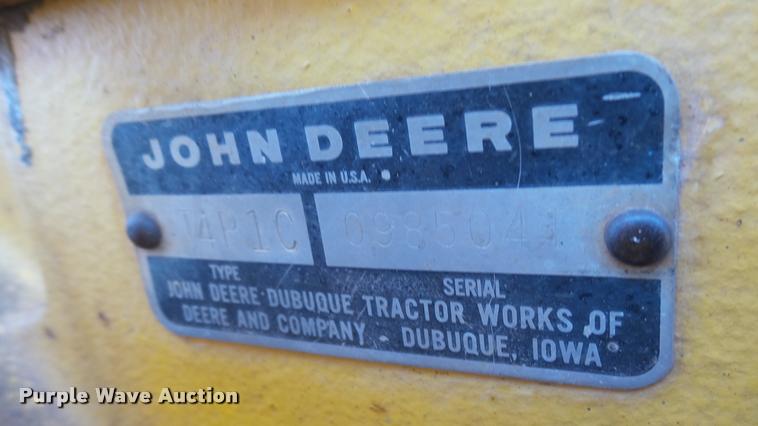 JOHN DEERE
MADE IN U.S.A.
TYPE
SERIAL
JOHN DEERE DUBUQUE TRACTOR WORKS OF
DEERE AND COMPANY - DUBUQUE, IOWA
Purple Wave Auction